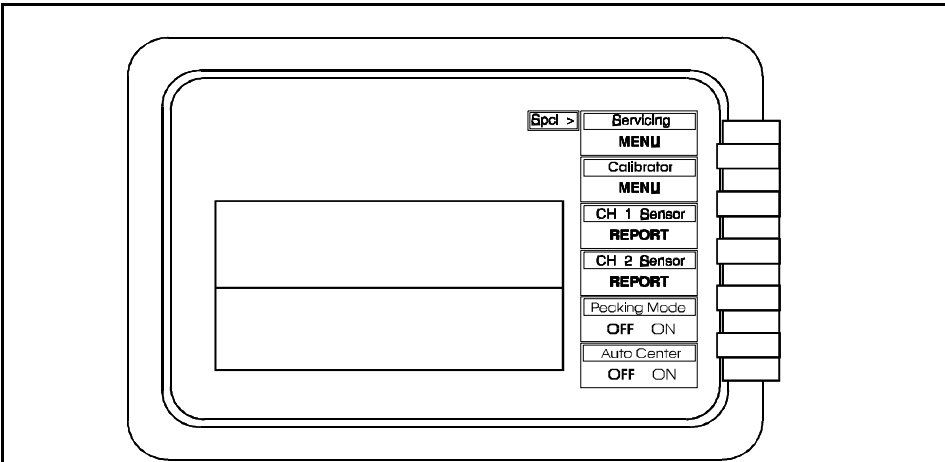 Spcl > Servicing
MENU
Calibrator
MENU
CH 1 Sensor
REPORT
CH 2 Sensor
REPORT
Peaking Mode
OFF ON
Auto Center
OFF ON